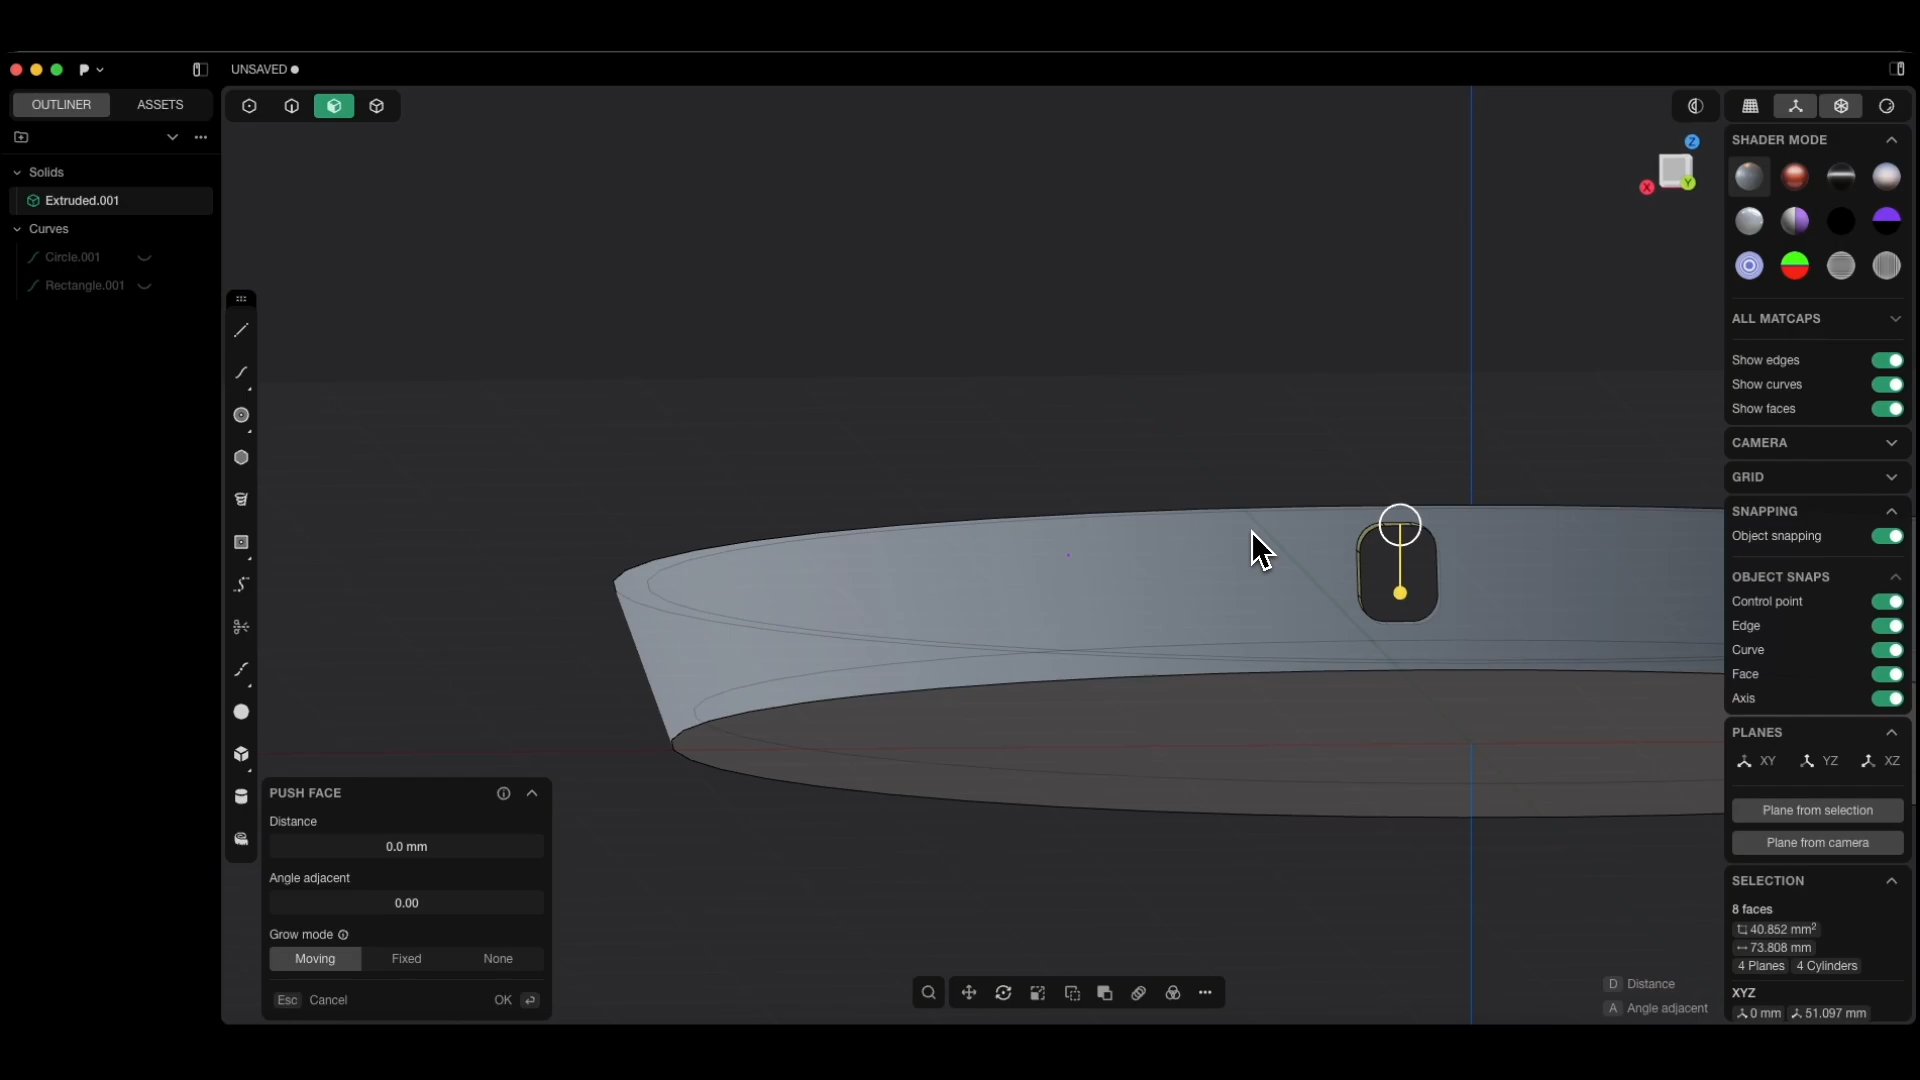 UNSAVED
OUTLINER
ASSETS
Solids
Extruded.001
Curves
Circle.001
Rectangle.001
PUSH FACE
Distance
0.0 mm
Angle adjacent
0.00
Grow mode
Moving Fixed None
Esc Cancel OK
D Distance
A Angle adjacent
Z
X
Y
SHADER MODE
ALL MATCAPS
Show edges
Show curves
Show faces
CAMERA
GRID
SNAPPING
Object snapping
OBJECT SNAPS
Control point
Edge
Curve
Face
Axis
PLANES
XY YZ XZ
Plane from selection
Plane from camera
SELECTION
8 faces
40.852 mm²
73.808 mm
4 Planes 4 Cylinders
XYZ
0 mm 51.097 mm